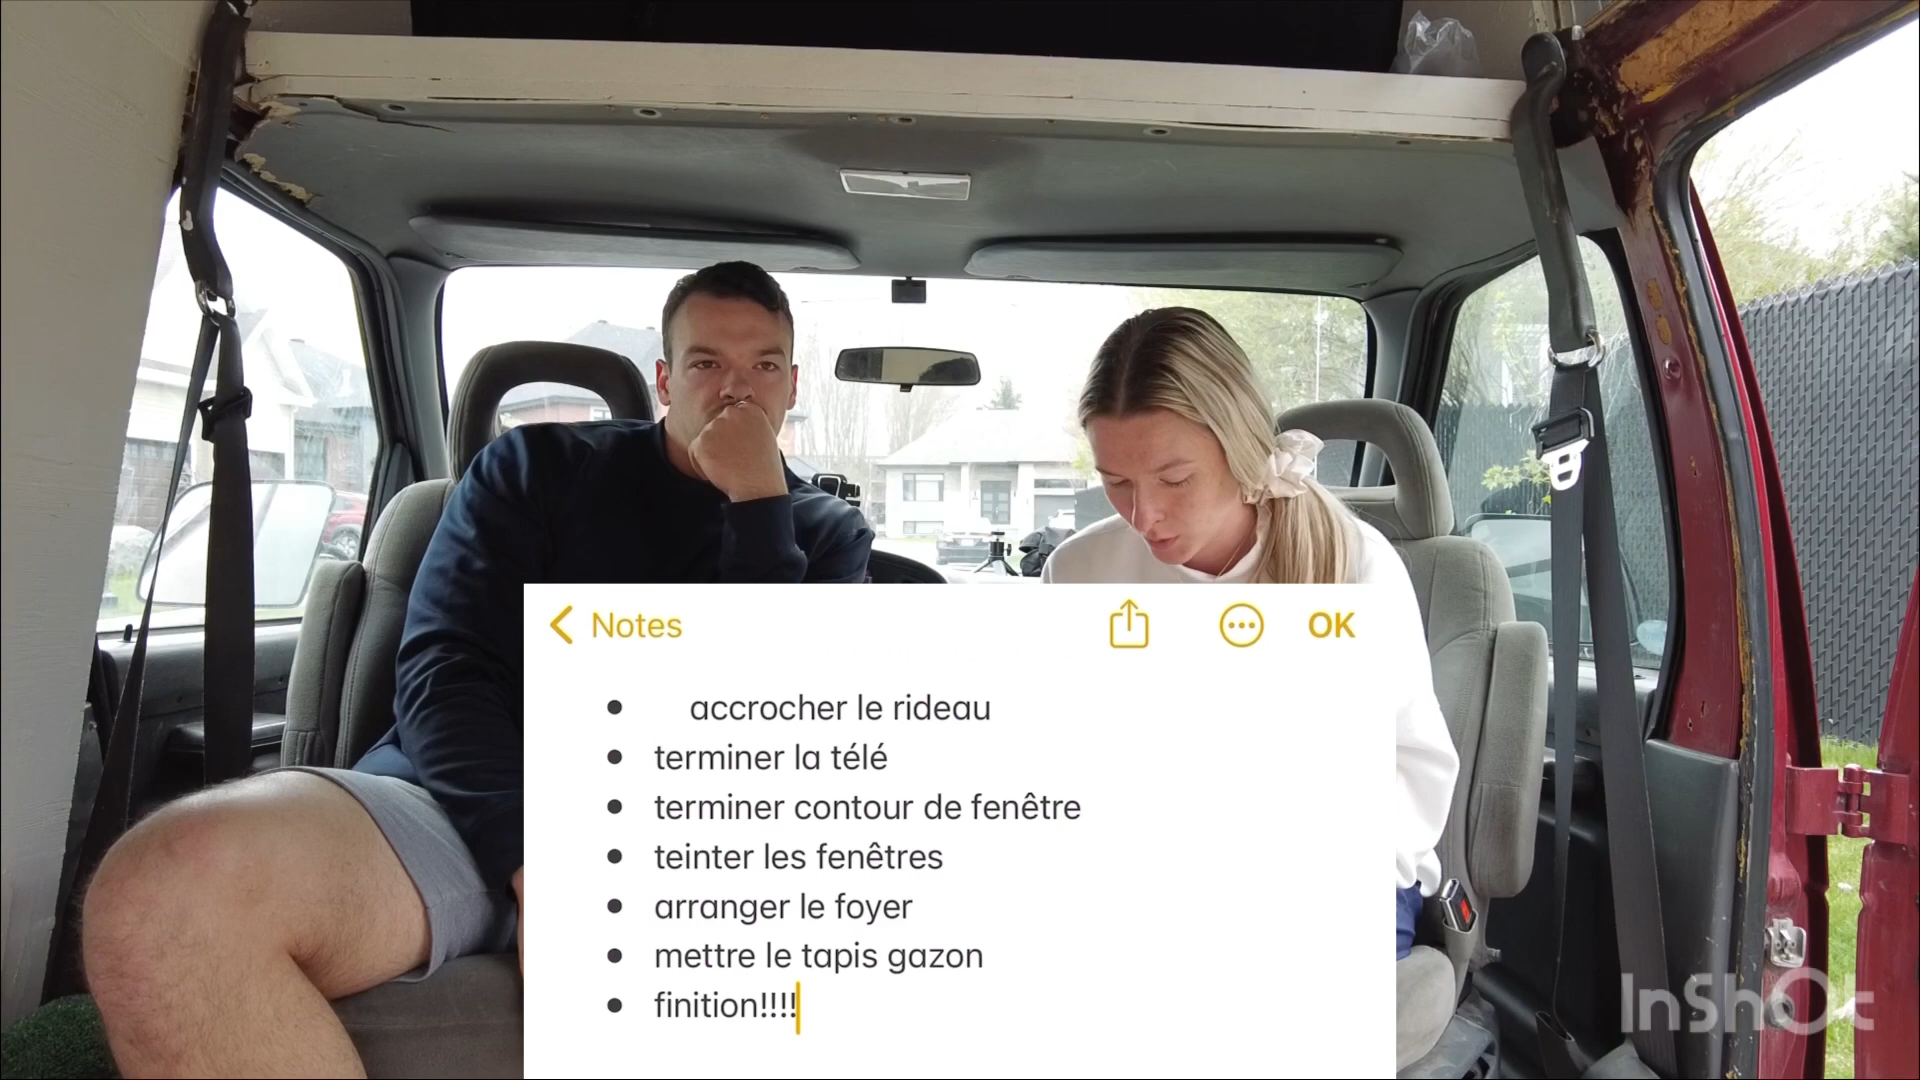 Notes
OK
accrocher le rideau
terminer la télé
terminer contour de fenêtre
teinter les fenêtres
arranger le foyer
mettre le tapis gazon
finition!!!!
InShOt